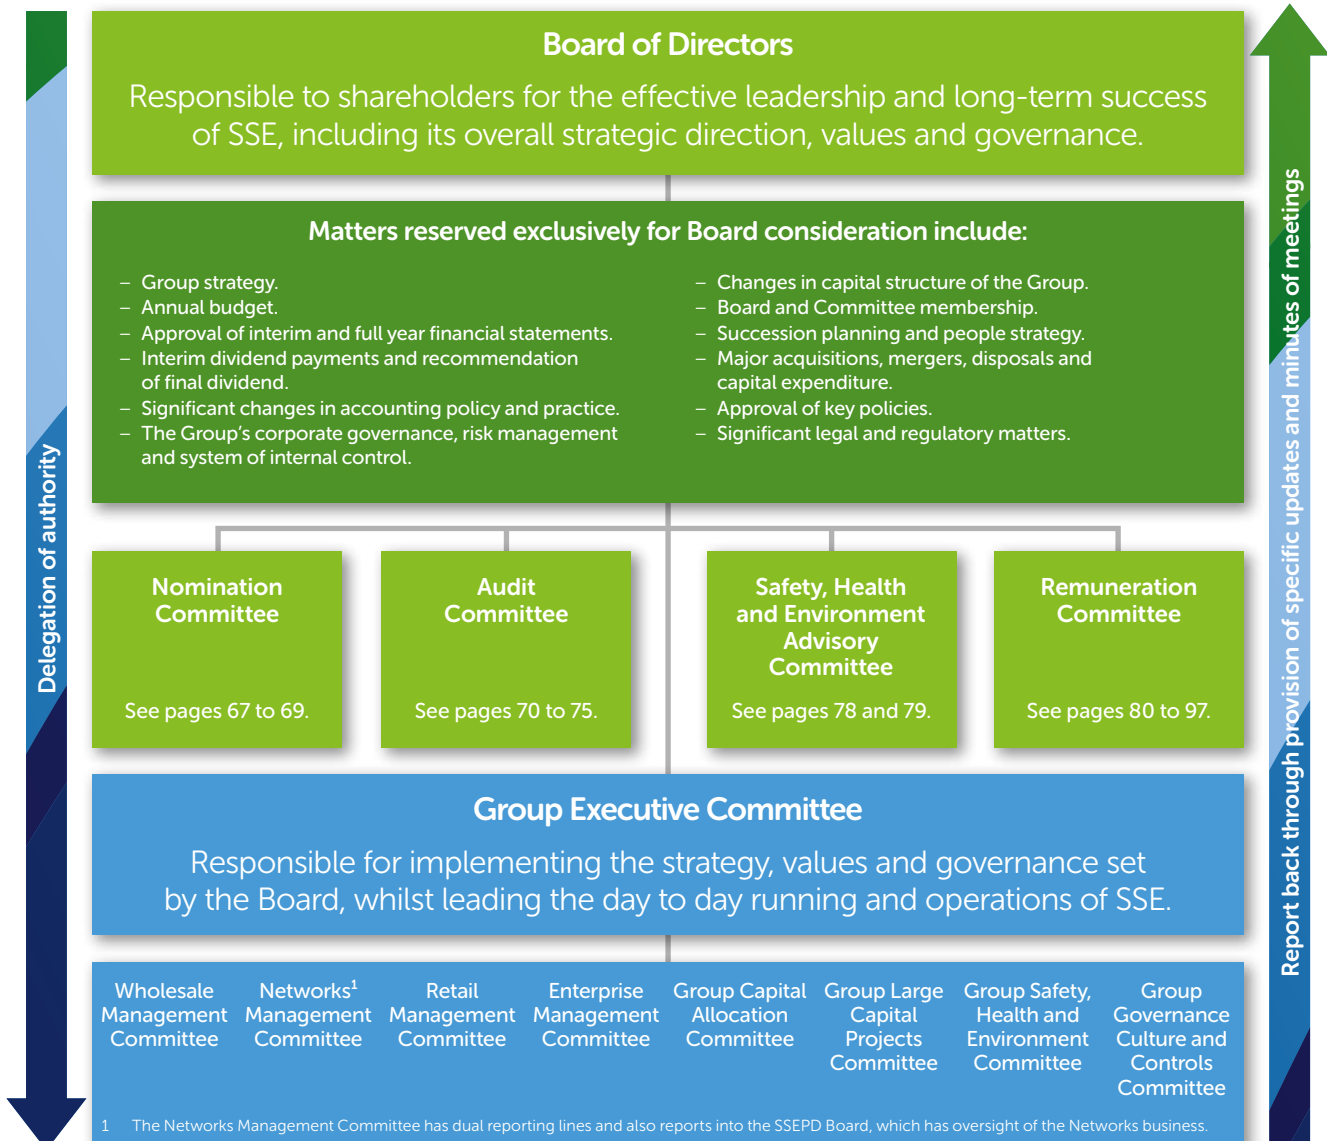 Board of Directors
Responsible to shareholders for the effective leadership and long-term success
of SSE, including its overall strategic direction, values and governance.
Matters reserved exclusively for Board consideration include:
– Group strategy.
– Annual budget.
– Approval of interim and full year financial statements.
– Interim dividend payments and recommendation
of final dividend.
– Significant changes in accounting policy and practice.
– The Group's corporate governance, risk management
and system of internal control.
– Changes in capital structure of the Group.
– Board and Committee membership.
– Succession planning and people strategy.
– Major acquisitions, mergers, disposals and
capital expenditure.
– Approval of key policies.
– Significant legal and regulatory matters.
Delegation of authority
Report back through provision of specific updates and minutes of meetings
Nomination
Committee
See pages 67 to 69.
Audit
Committee
See pages 70 to 75.
Safety, Health
and Environment
Advisory
Committee
See pages 78 and 79.
Remuneration
Committee
See pages 80 to 97.
Group Executive Committee
Responsible for implementing the strategy, values and governance set
by the Board, whilst leading the day to day running and operations of SSE.
Wholesale
Management
Committee
Networks¹
Management
Committee
Retail
Management
Committee
Enterprise
Management
Committee
Group Capital
Allocation
Committee
Group Large
Capital
Projects
Committee
Group Safety,
Health and
Environment
Committee
Group
Governance
Culture and
Controls
Committee
1 The Networks Management Committee has dual reporting lines and also reports into the SSEPD Board, which has oversight of the Networks business.